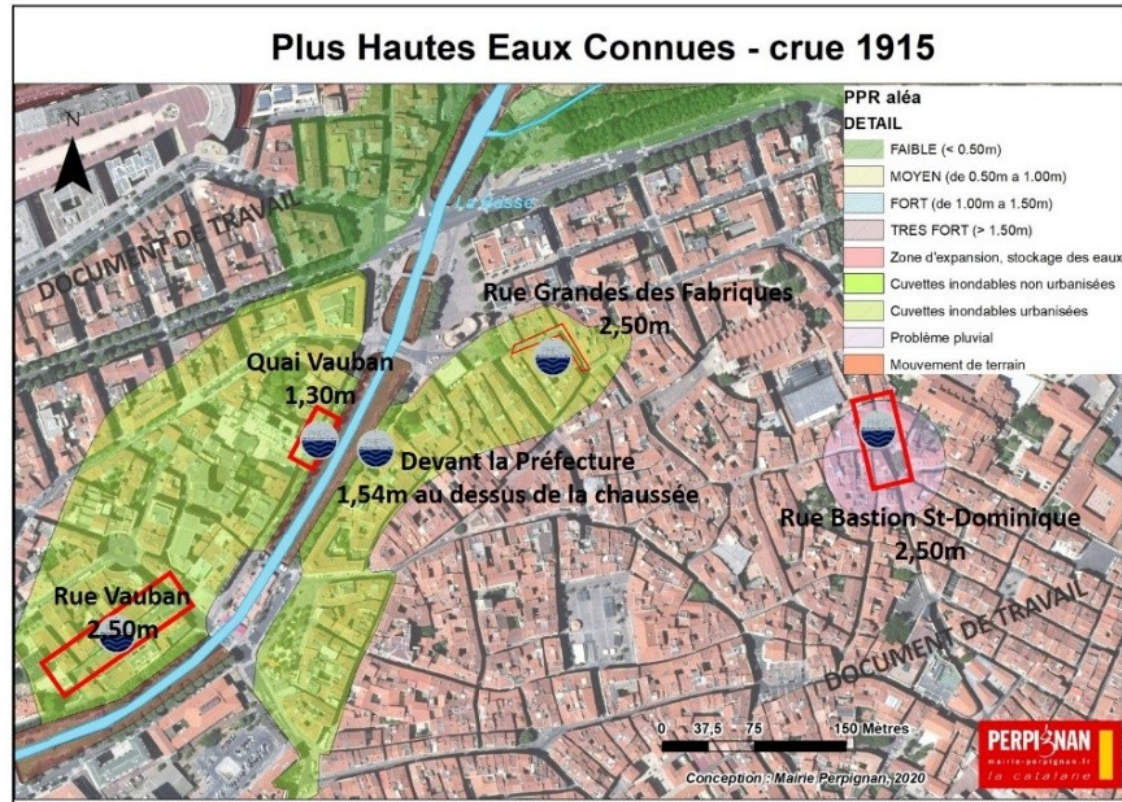 Plus Hautes Eaux Connues - crue 1915
N
PPR aléa
DETAIL
FAIBLE (< 0.50m)
MOYEN (de 0.50m a 1.00m)
FORT (de 1.00m a 1.50m)
TRES FORT (> 1.50m)
Zone d'expansion, stockage des eaux
Cuvettes inondables non urbanisées
Cuvettes inondables urbanisées
Problème pluvial
Mouvement de terrain
DOCUMENT DE TRAVAIL
La Basse
Rue Grandes des Fabriques
2,50m
Quai Vauban
1,30m
Devant la Préfecture
1,54m au dessus de la chaussée
Rue Bastion St-Dominique
2,50m
Rue Vauban
2,50m
DOCUMENT DE TRAVAIL
0 37,5 75 150 Mètres
Conception : Mairie Perpignan, 2020
PERPIGNAN
mairie-perpignan.fr
la catalane